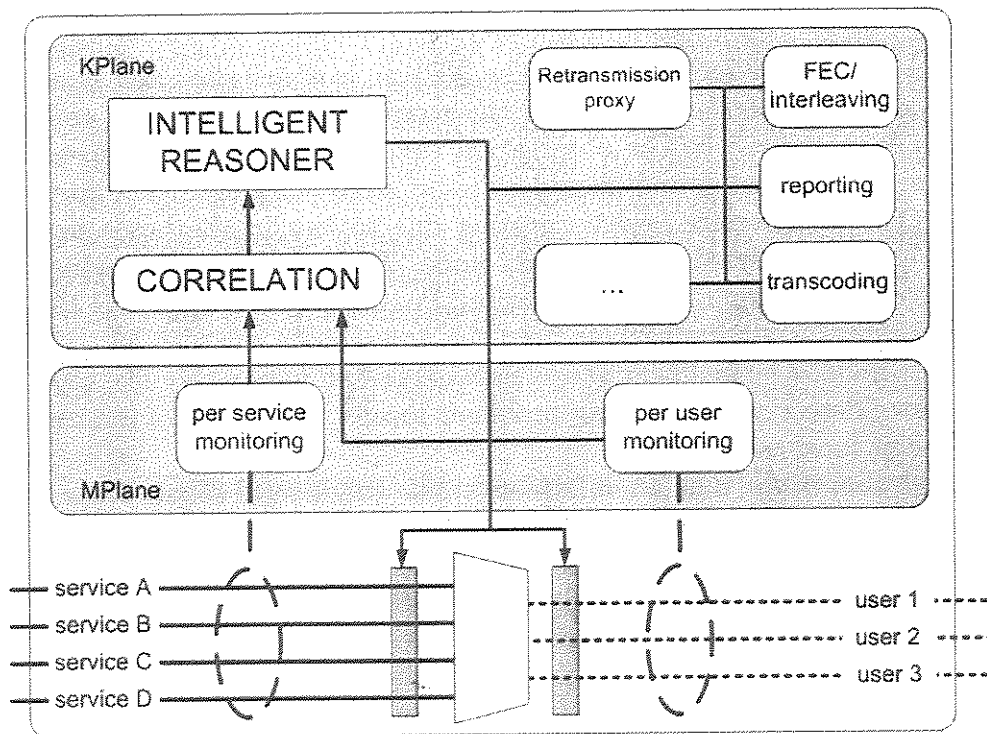 KPlane
INTELLIGENT
REASONER
CORRELATION
Retransmission
proxy
FEC/
interleaving
reporting
...
transcoding
per service
monitoring
per user
monitoring
MPlane
service A
service B
service C
service D
user 1
user 2
user 3